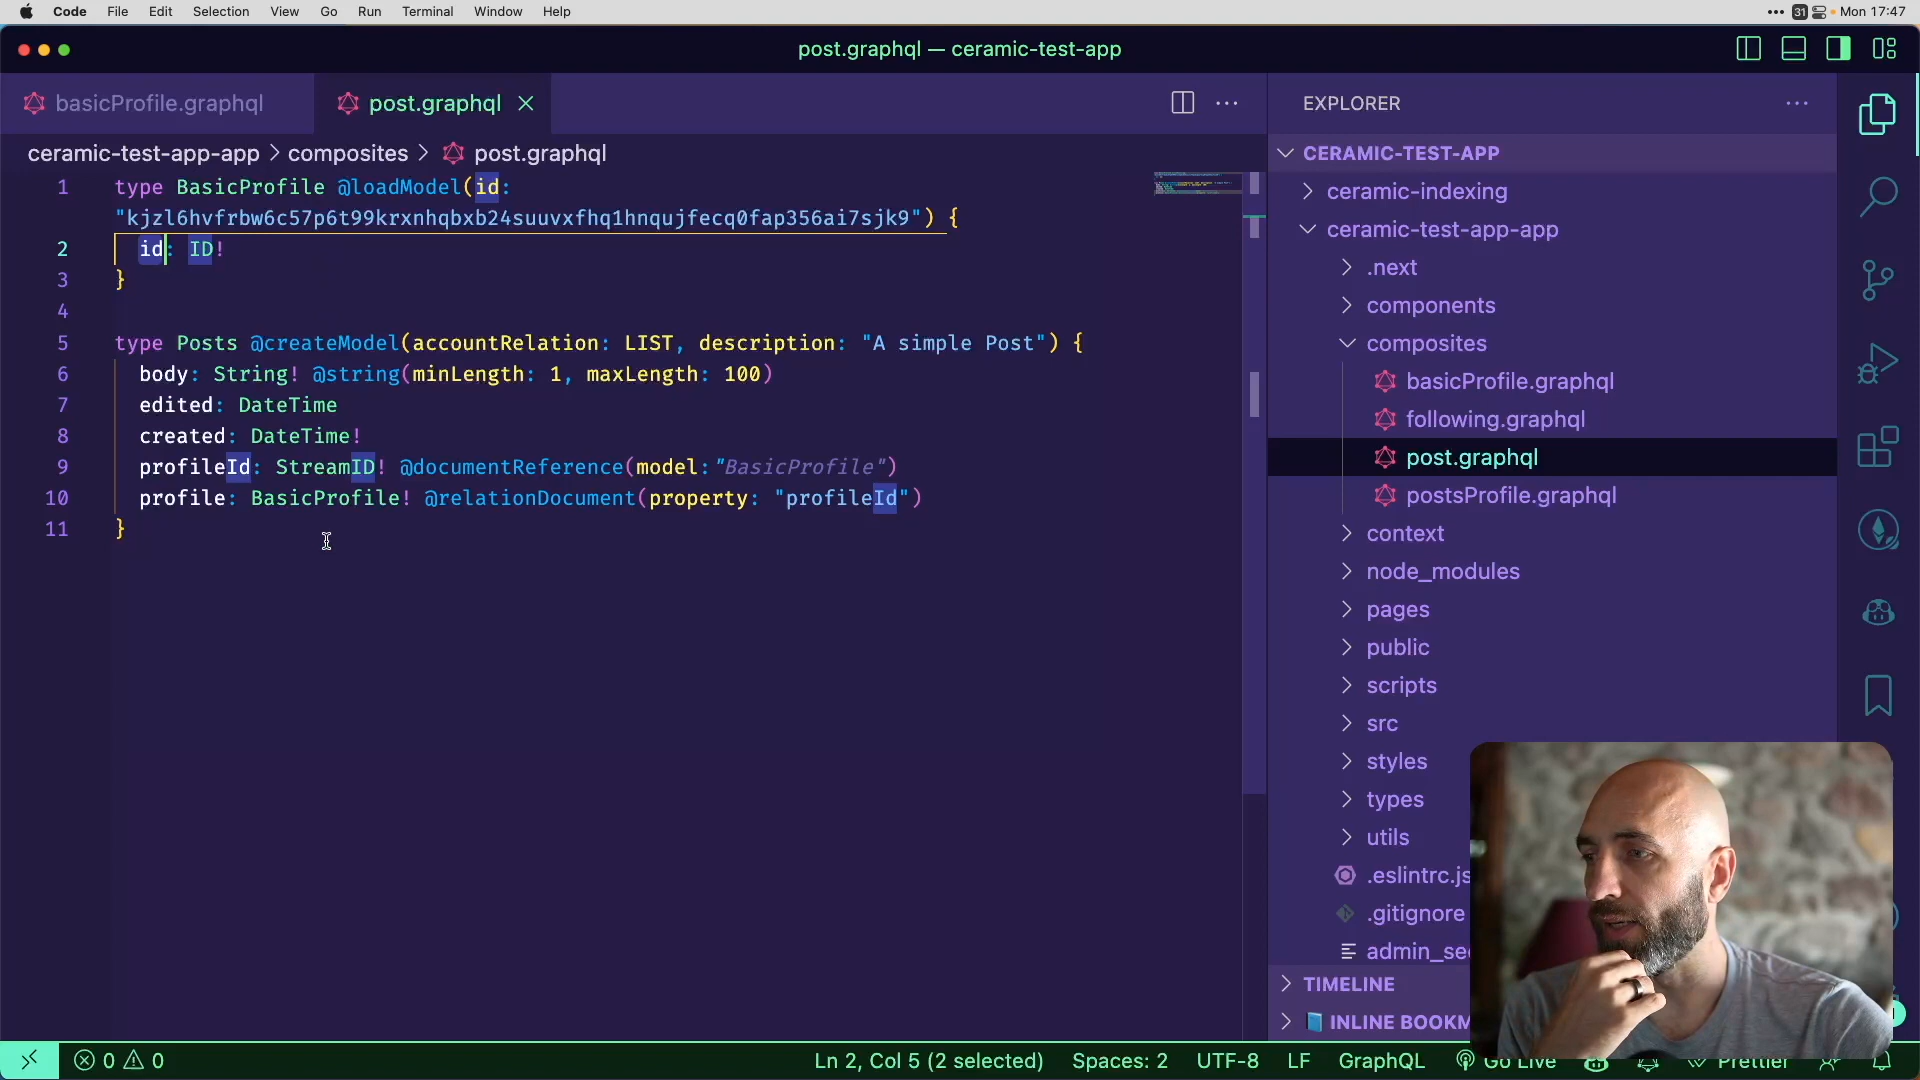 Code File Edit Selection View Go Run Terminal Window Help 31 Mon 17:47
post.graphql — ceramic-test-app
basicProfile.graphql post.graphql
ceramic-test-app-app > composites > post.graphql
1 type BasicProfile @loadModel(id:
"kjzl6hvfrbw6c57p6t99krxnhqbxb24suuvxfhq1hnqujfecq0fap356ai7sjk9") {
2 id: ID!
3 }
4
5 type Posts @createModel(accountRelation: LIST, description: "A simple Post") {
6 body: String! @string(minLength: 1, maxLength: 100)
7 edited: DateTime
8 created: DateTime!
9 profileId: StreamID! @documentReference(model:"BasicProfile")
10 profile: BasicProfile! @relationDocument(property: "profileId")
11 }
EXPLORER
CERAMIC-TEST-APP
ceramic-indexing
ceramic-test-app-app
.next
components
composites
basicProfile.graphql
following.graphql
post.graphql
postsProfile.graphql
context
node_modules
pages
public
scripts
src
styles
types
utils
.eslintrc.js
.gitignore
admin_se
TIMELINE
INLINE BOOKM
0 0 Ln 2, Col 5 (2 selected) Spaces: 2 UTF-8 LF GraphQL Go Live Prettier